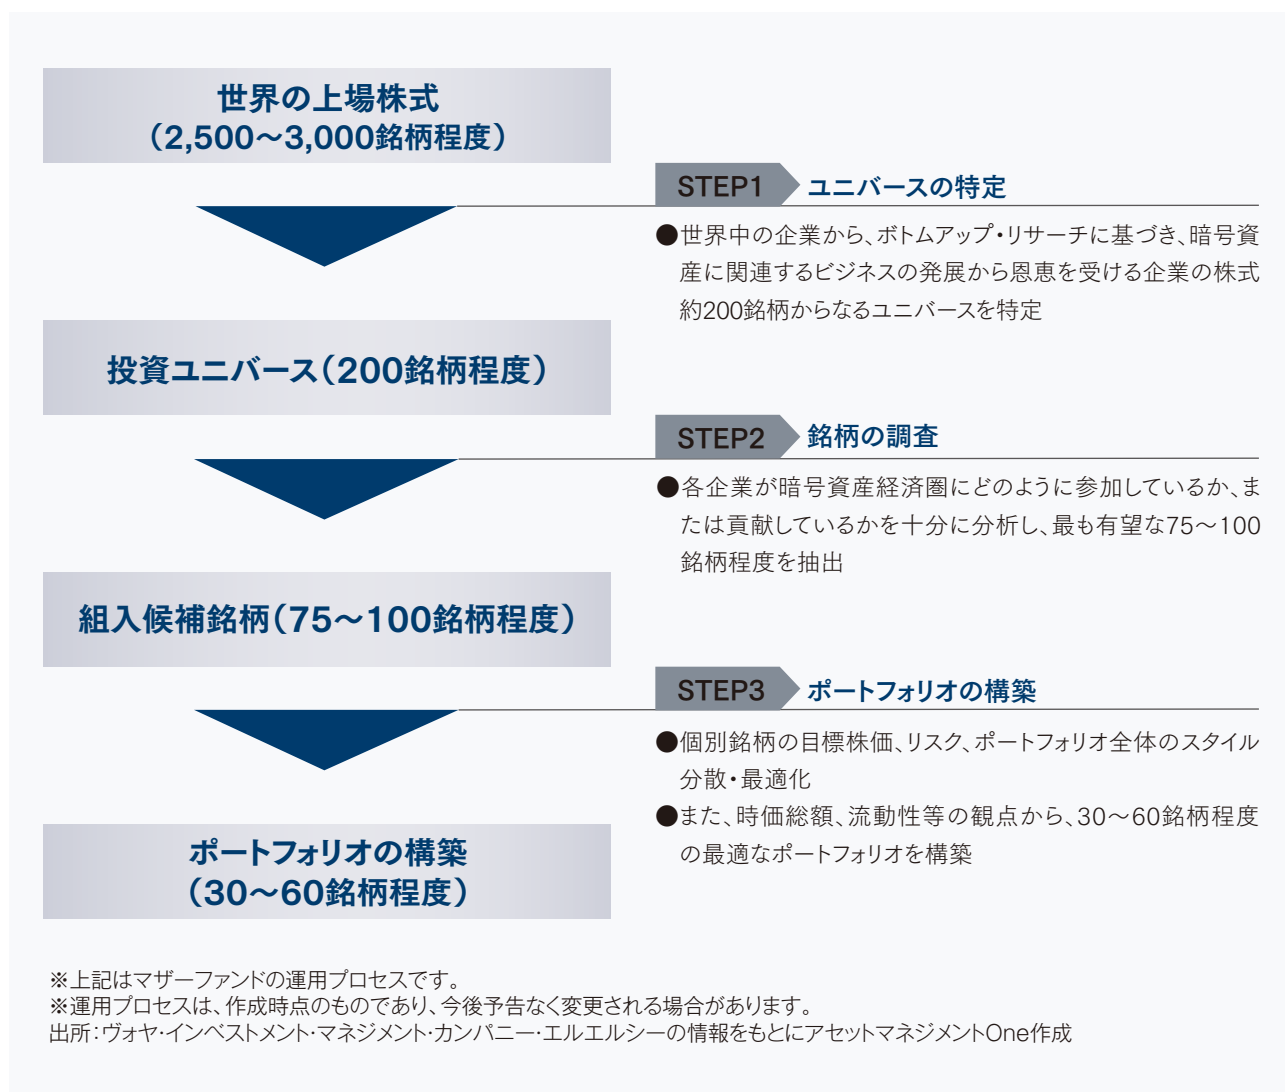 世界の上場株式
（2,500～3,000銘柄程度）
STEP1 ユニバースの特定
●世界中の企業から、ボトムアップ・リサーチに基づき、暗号資
産に関連するビジネスの発展から恩恵を受ける企業の株式
約200銘柄からなるユニバースを特定
投資ユニバース（200銘柄程度）
STEP2 銘柄の調査
●各企業が暗号資産経済圏にどのように参加しているか、ま
たは貢献しているかを十分に分析し、最も有望な75～100
銘柄程度を抽出
組入候補銘柄（75～100銘柄程度）
STEP3 ポートフォリオの構築
●個別銘柄の目標株価、リスク、ポートフォリオ全体のスタイル
分散・最適化
●また、時価総額、流動性等の観点から、30～60銘柄程度
の最適なポートフォリオを構築
ポートフォリオの構築
（30～60銘柄程度）
※上記はマザーファンドの運用プロセスです。
※運用プロセスは、作成時点のものであり、今後予告なく変更される場合があります。
出所：ヴォヤ・インベストメント・マネジメント・カンパニー・エルエルシーの情報をもとにアセットマネジメントOne作成